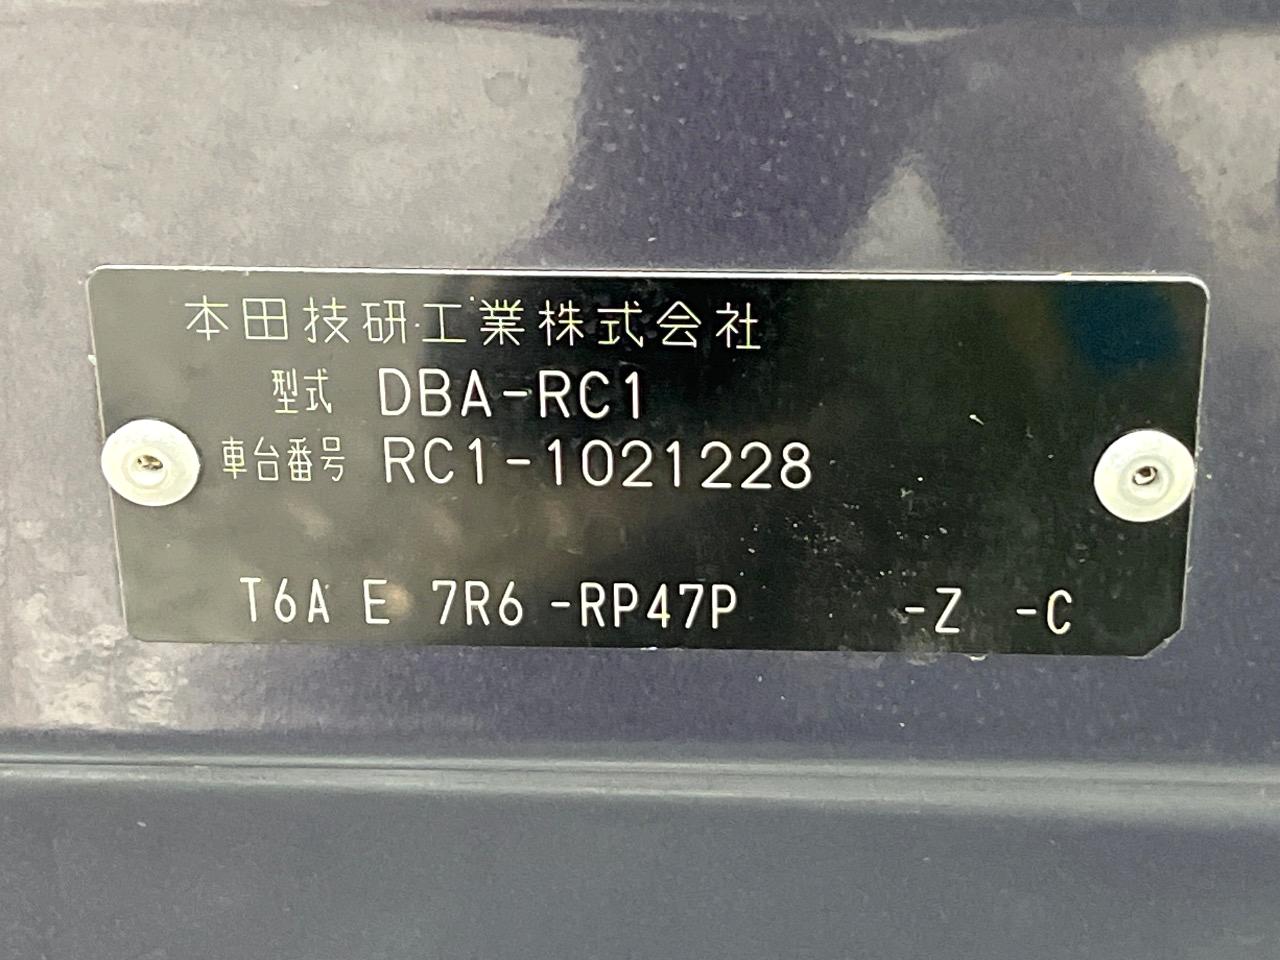 本田技研工業株式会社
型式 DBA-RC1
車台番号 RC1-1021228
T6A E 7R6 -RP47P -Z -C